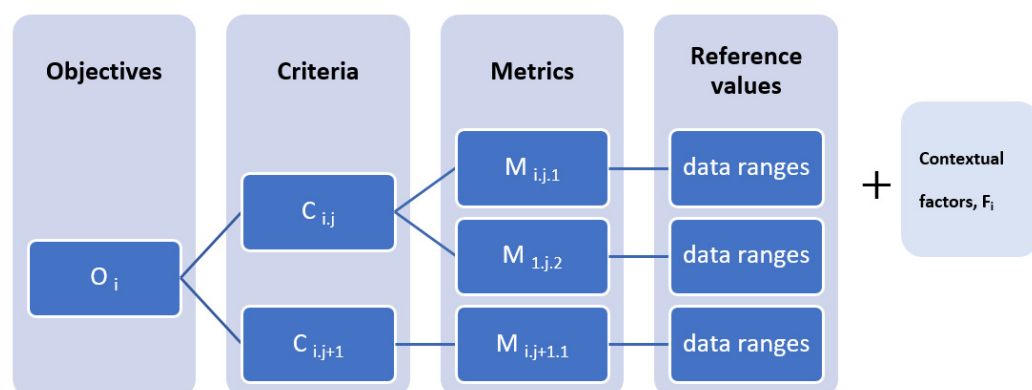 Objectives
Criteria
Metrics
Reference
values
O i
C i.j
C i.j+1
M i.j.1
M 1.j.2
M i.j+1.1
data ranges
data ranges
data ranges
+
Contextual
factors, Fi